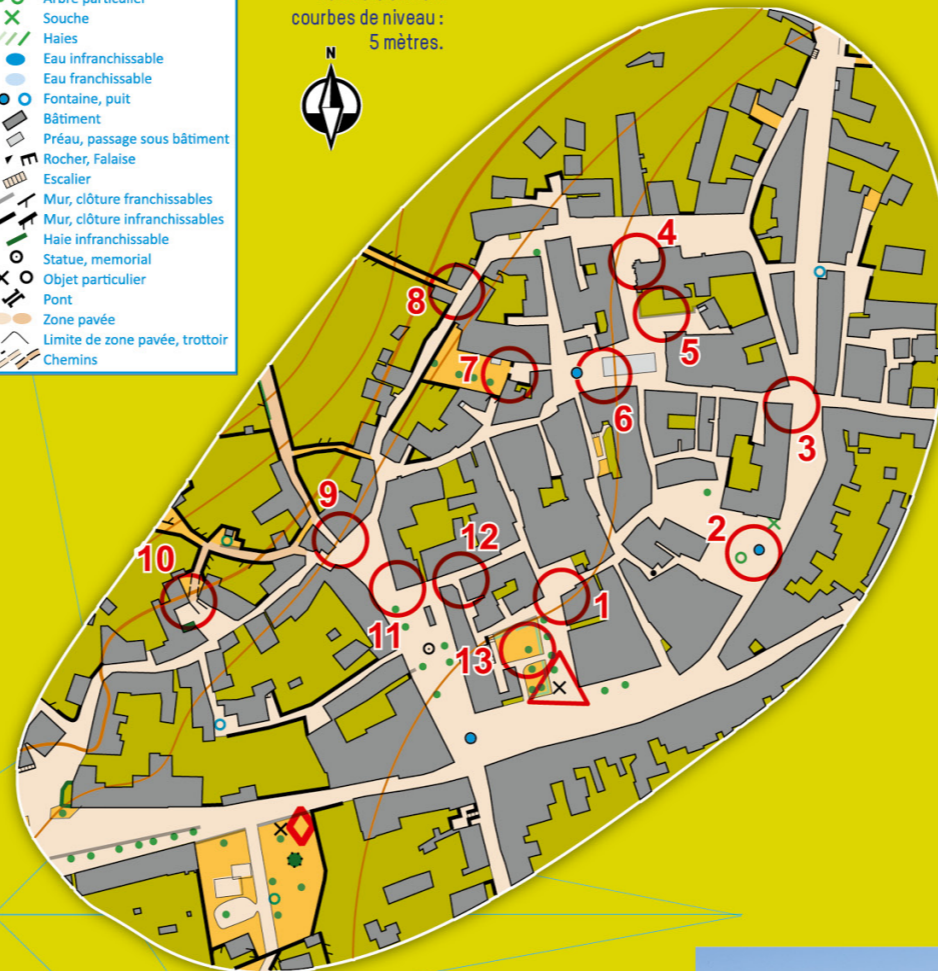 Arbre particulier
Souche
Haies
Eau infranchissable
Eau franchissable
Fontaine, puit
Bâtiment
Préau, passage sous bâtiment
Rocher, Falaise
Escalier
Mur, clôture franchissables
Mur, clôture infranchissables
Haie infranchissable
Statue, memorial
Objet particulier
Pont
Zone pavée
Limite de zone pavée, trottoir
Chemins
courbes de niveau :
5 mètres.
N
4
8
5
7
6
3
9
2
12
10
1
11
13